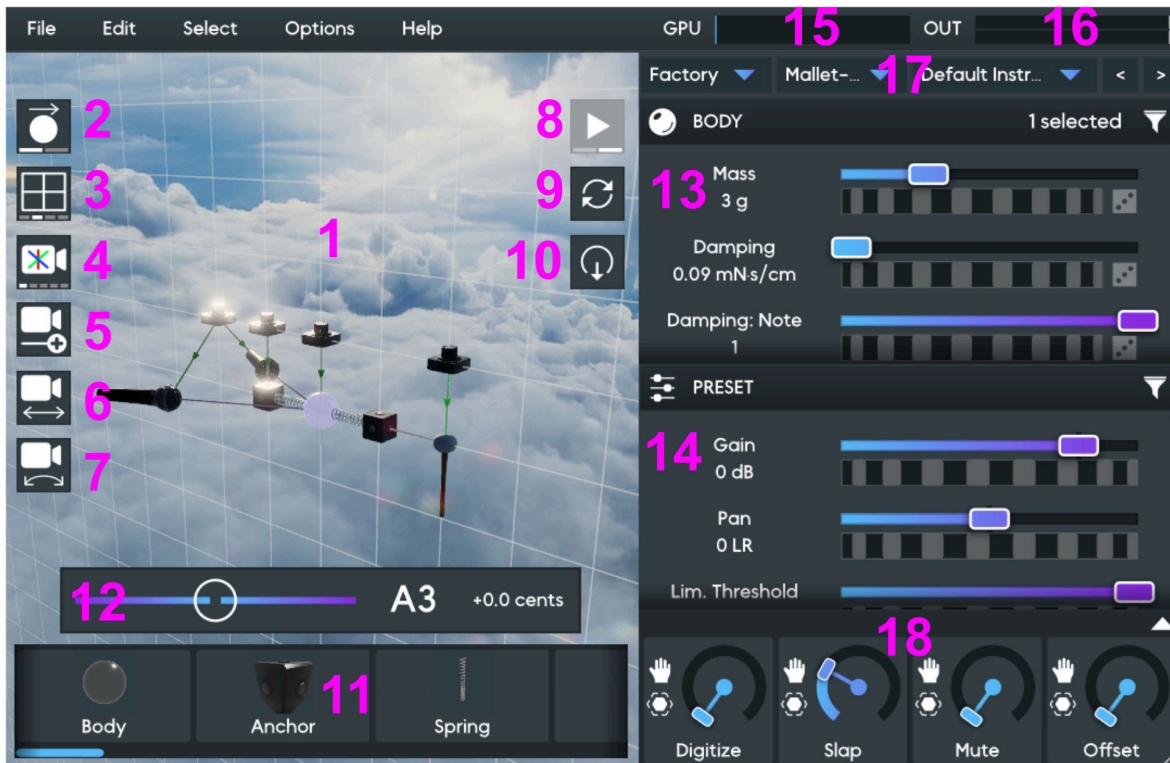 File Edit Select Options Help GPU 15 OUT 16
Factory Mallet-... 17 Default Instr... < >
2
8
BODY 1 selected
3
9
13 Mass
3 g
1
4
10
Damping
0.09 mN·s/cm
5
Damping: Note
1
6
PRESET
7
14 Gain
0 dB
Pan
0 LR
12 A3 +0.0 cents
Lim. Threshold
18
11
Body Anchor Spring
Digitize Slap Mute Offset